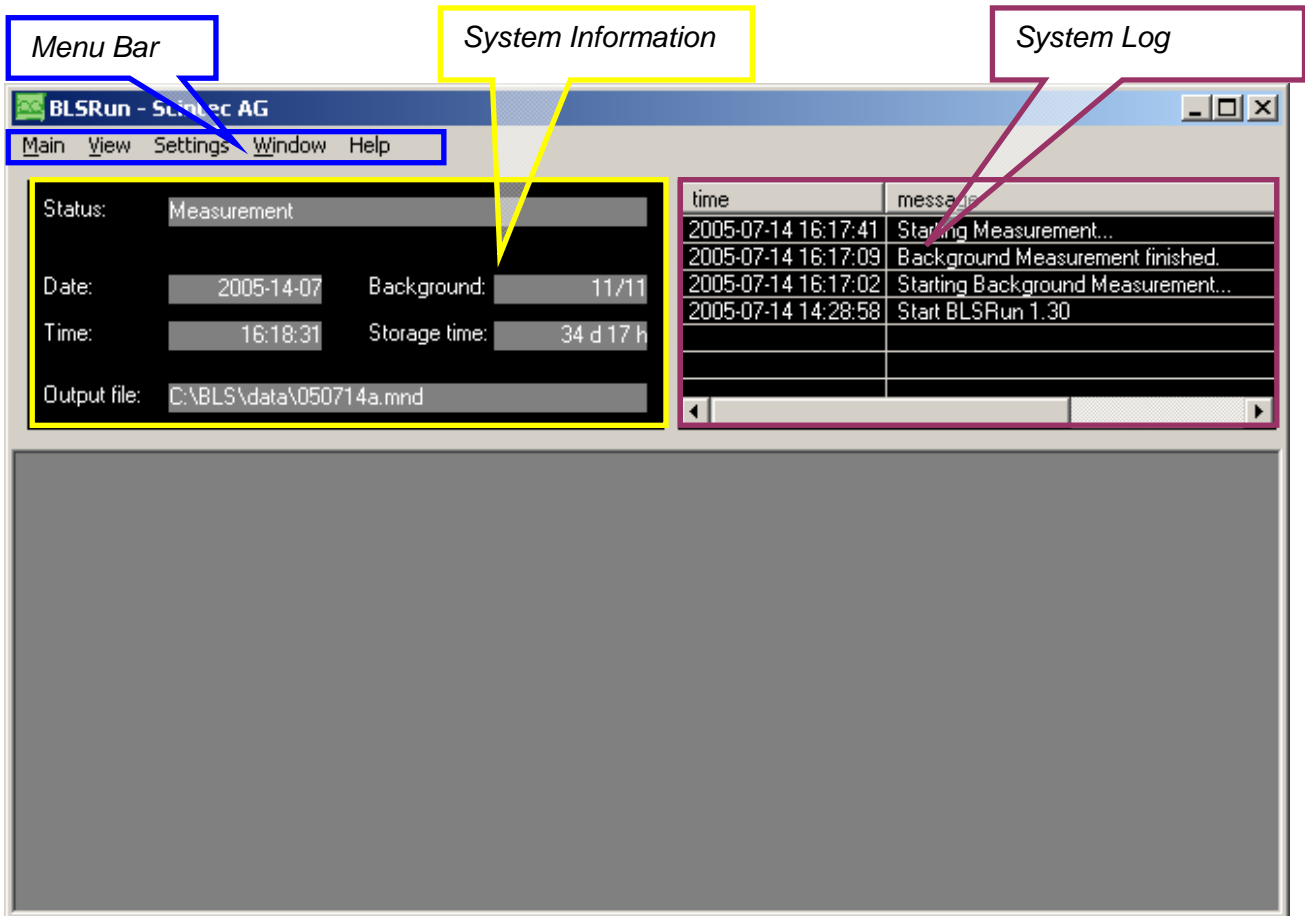 Menu Bar
System Information
System Log
BLSRun - Scintec AG
Main View Settings Window Help
Status: Measurement
Date: 2005-14-07 Background: 11/11
Time: 16:18:31 Storage time: 34 d 17 h
Output file: C:\BLS\data\050714a.mnd
time message
2005-07-14 16:17:41 Starting Measurement...
2005-07-14 16:17:09 Background Measurement finished.
2005-07-14 16:17:02 Starting Background Measurement...
2005-07-14 14:28:58 Start BLSRun 1.30